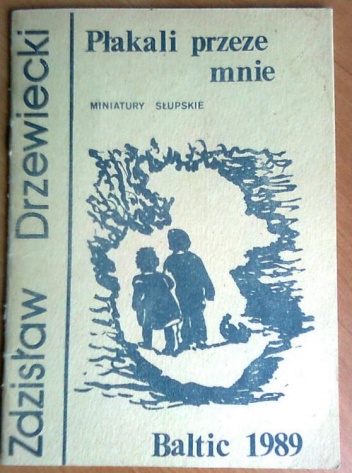 Zdzisław Drzewiecki
Płakali przeze
mnie
MINIATURY SŁUPSKIE
Baltic 1989